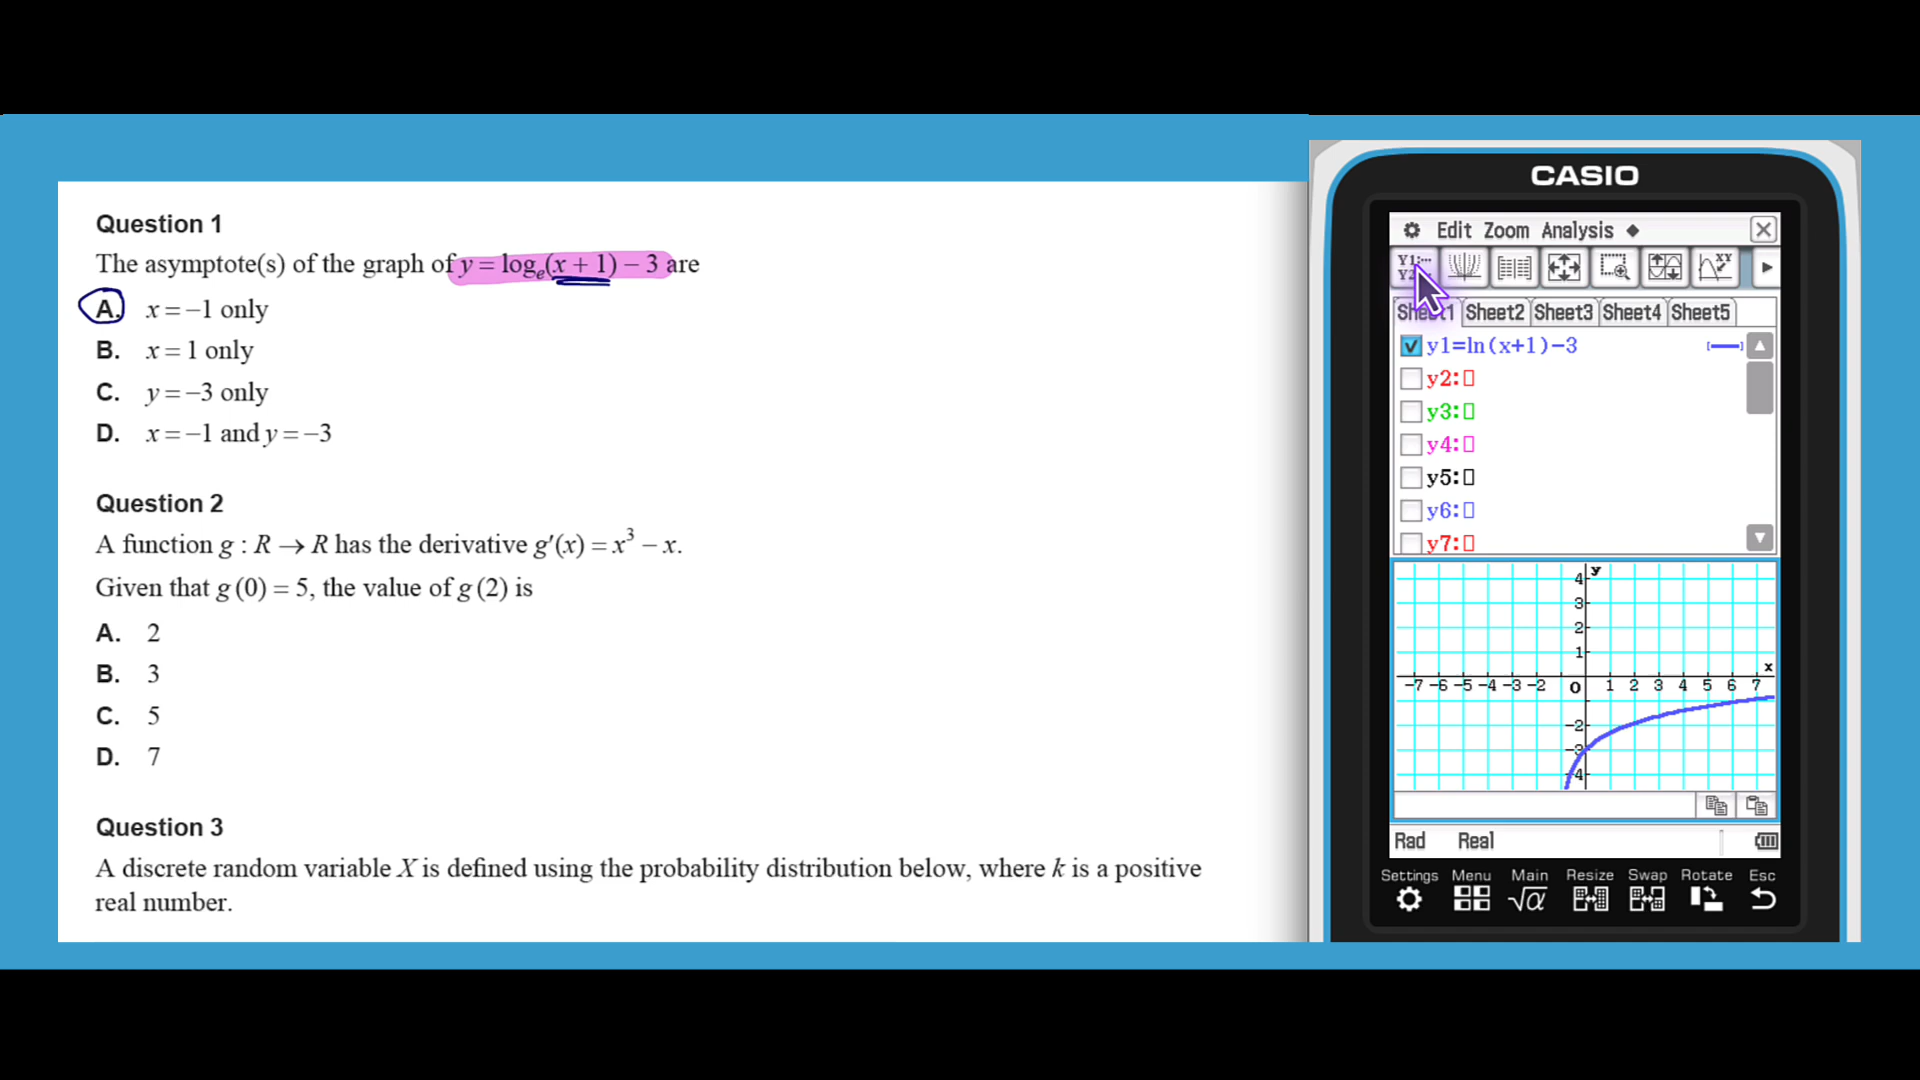 Question 1
The asymptote(s) of the graph of y = logₑ(x + 1) − 3 are
A. x = −1 only
B. x = 1 only
C. y = −3 only
D. x = −1 and y = −3
Question 2
A function g : R → R has the derivative g′(x) = x³ − x.
Given that g (0) = 5, the value of g (2) is
A. 2
B. 3
C. 5
D. 7
Question 3
A discrete random variable X is defined using the probability distribution below, where k is a positive
real number.
CASIO
Edit Zoom Analysis
Sheet1 Sheet2 Sheet3 Sheet4 Sheet5
y1=ln(x+1)−3
y2:
y3:
y4:
y5:
y6:
y7:
y
4
3
2
1
x
−7 −6 −5 −4 −3 −2 0 1 2 3 4 5 6 7
−2
−3
−4
Rad Real
Settings Menu Main Resize Swap Rotate Esc